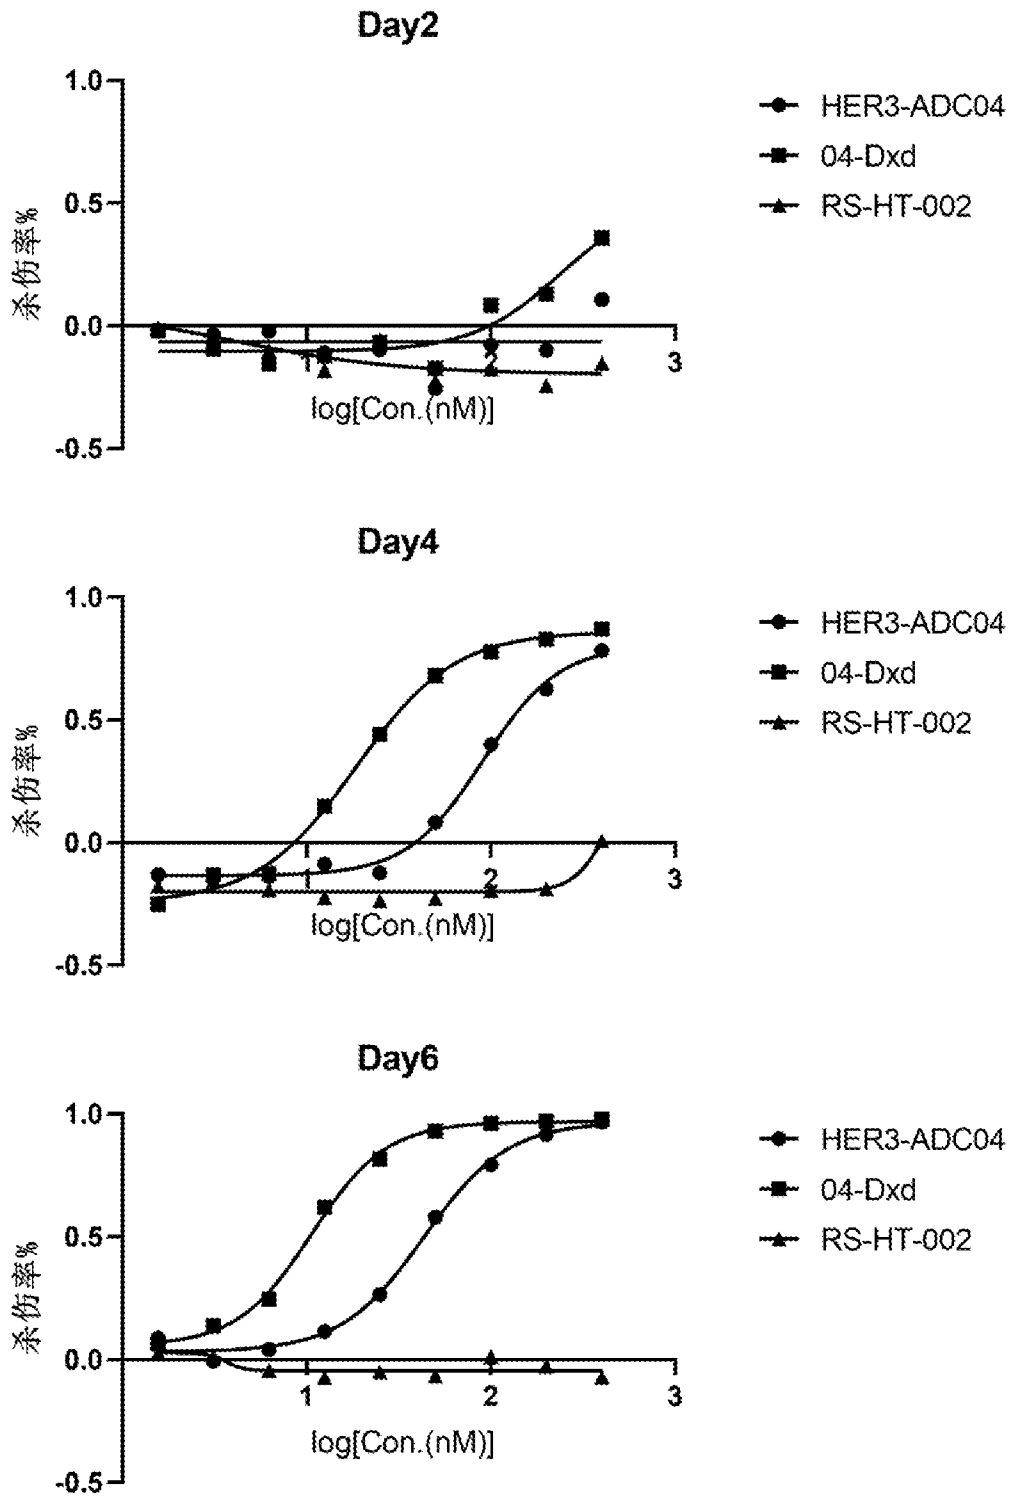 Day2
1.0
0.5
0.0
-0.5
杀伤率%
1
2
3
log[Con.(nM)]
HER3-ADC04
04-Dxd
RS-HT-002
Day4
1.0
0.5
0.0
-0.5
杀伤率%
1
2
3
log[Con.(nM)]
HER3-ADC04
04-Dxd
RS-HT-002
Day6
1.0
0.5
0.0
-0.5
杀伤率%
1
2
3
log[Con.(nM)]
HER3-ADC04
04-Dxd
RS-HT-002